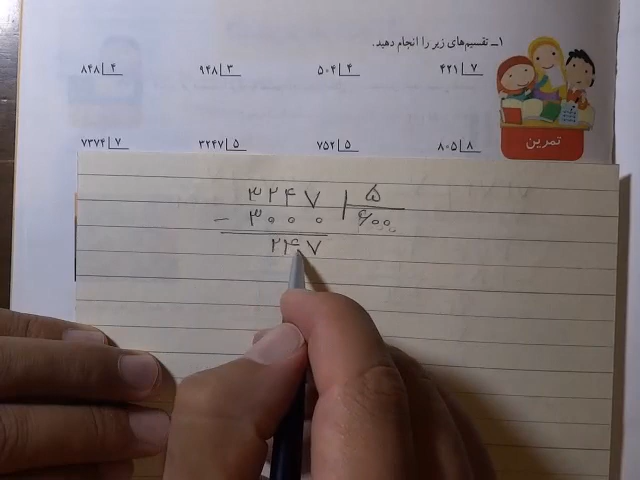 ۱ــ تقسیم‌های زیر را انجام دهید.
۴۲۱ ۷ ۵۰۴ ۴ ۹۴۸ ۳ ۸۴۸ ۴
تمرین
۸۰۵ ۸ ۷۵۲ ۵ ۳۲۴۷ ۵ ۷۳۷۴ ۷
۳۲۴۷ ۵
- ۳۰۰۰ ۶۰۰
۲۴۷